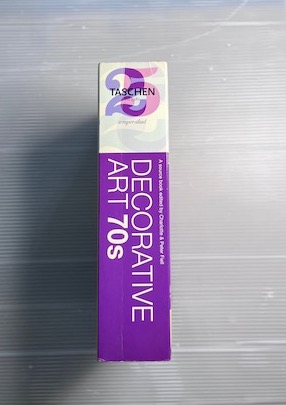 25
TASCHEN
A source book edited by Charlotte & Peter Fiell
DECORATIVE
ART 70s